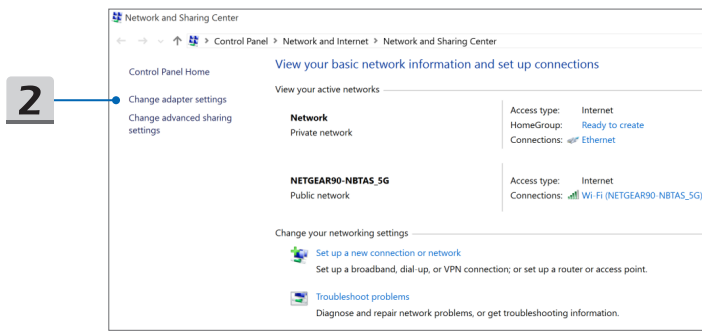 Network and Sharing Center
Control Panel > Network and Internet > Network and Sharing Center
2
Control Panel Home
Change adapter settings
Change advanced sharing
settings
View your basic network information and set up connections
View your active networks
Network
Private network
Access type: Internet
HomeGroup: Ready to create
Connections: Ethernet
NETGEAR90-NBTAS_5G
Public network
Access type: Internet
Connections: Wi-Fi (NETGEAR90-NBTAS_5G)
Change your networking settings
Set up a new connection or network
Set up a broadband, dial-up, or VPN connection; or set up a router or access point.
Troubleshoot problems
Diagnose and repair network problems, or get troubleshooting information.